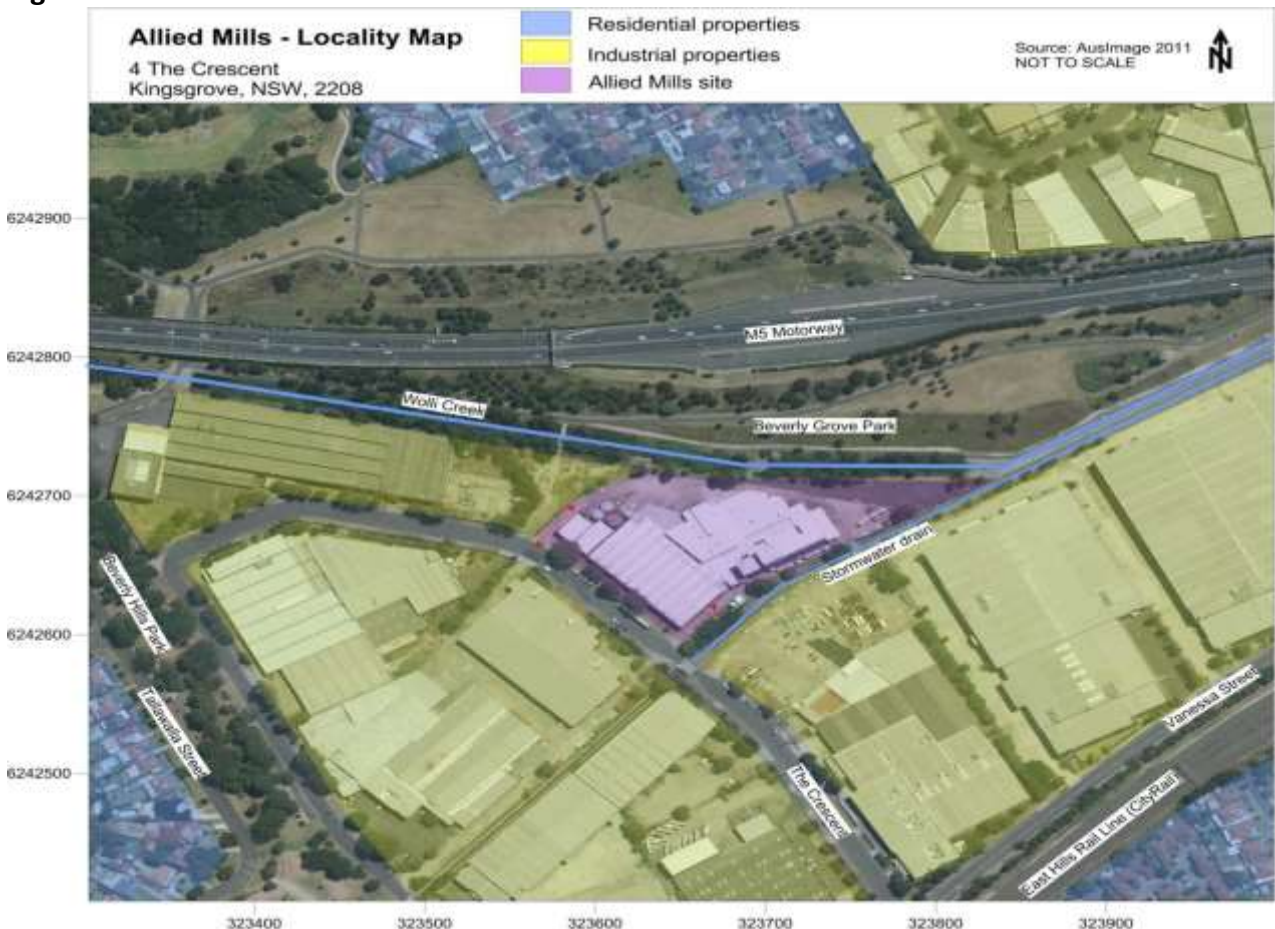 Allied Mills - Locality Map
4 The Crescent
Kingsgrove, NSW, 2208
Residential properties
Industrial properties
Allied Mills site
Source: AusImage 2011
NOT TO SCALE
N
6242900
6242800
6242700
6242600
6242500
M5 Motorway
Wolli Creek
Beverly Grove Park
Stormwater drain
Beverly Hills Park
Tallawalla Street
The Crescent
Vanessa Street
East Hills Rail Line (CityRail)
323400
323500
323600
323700
323800
323900